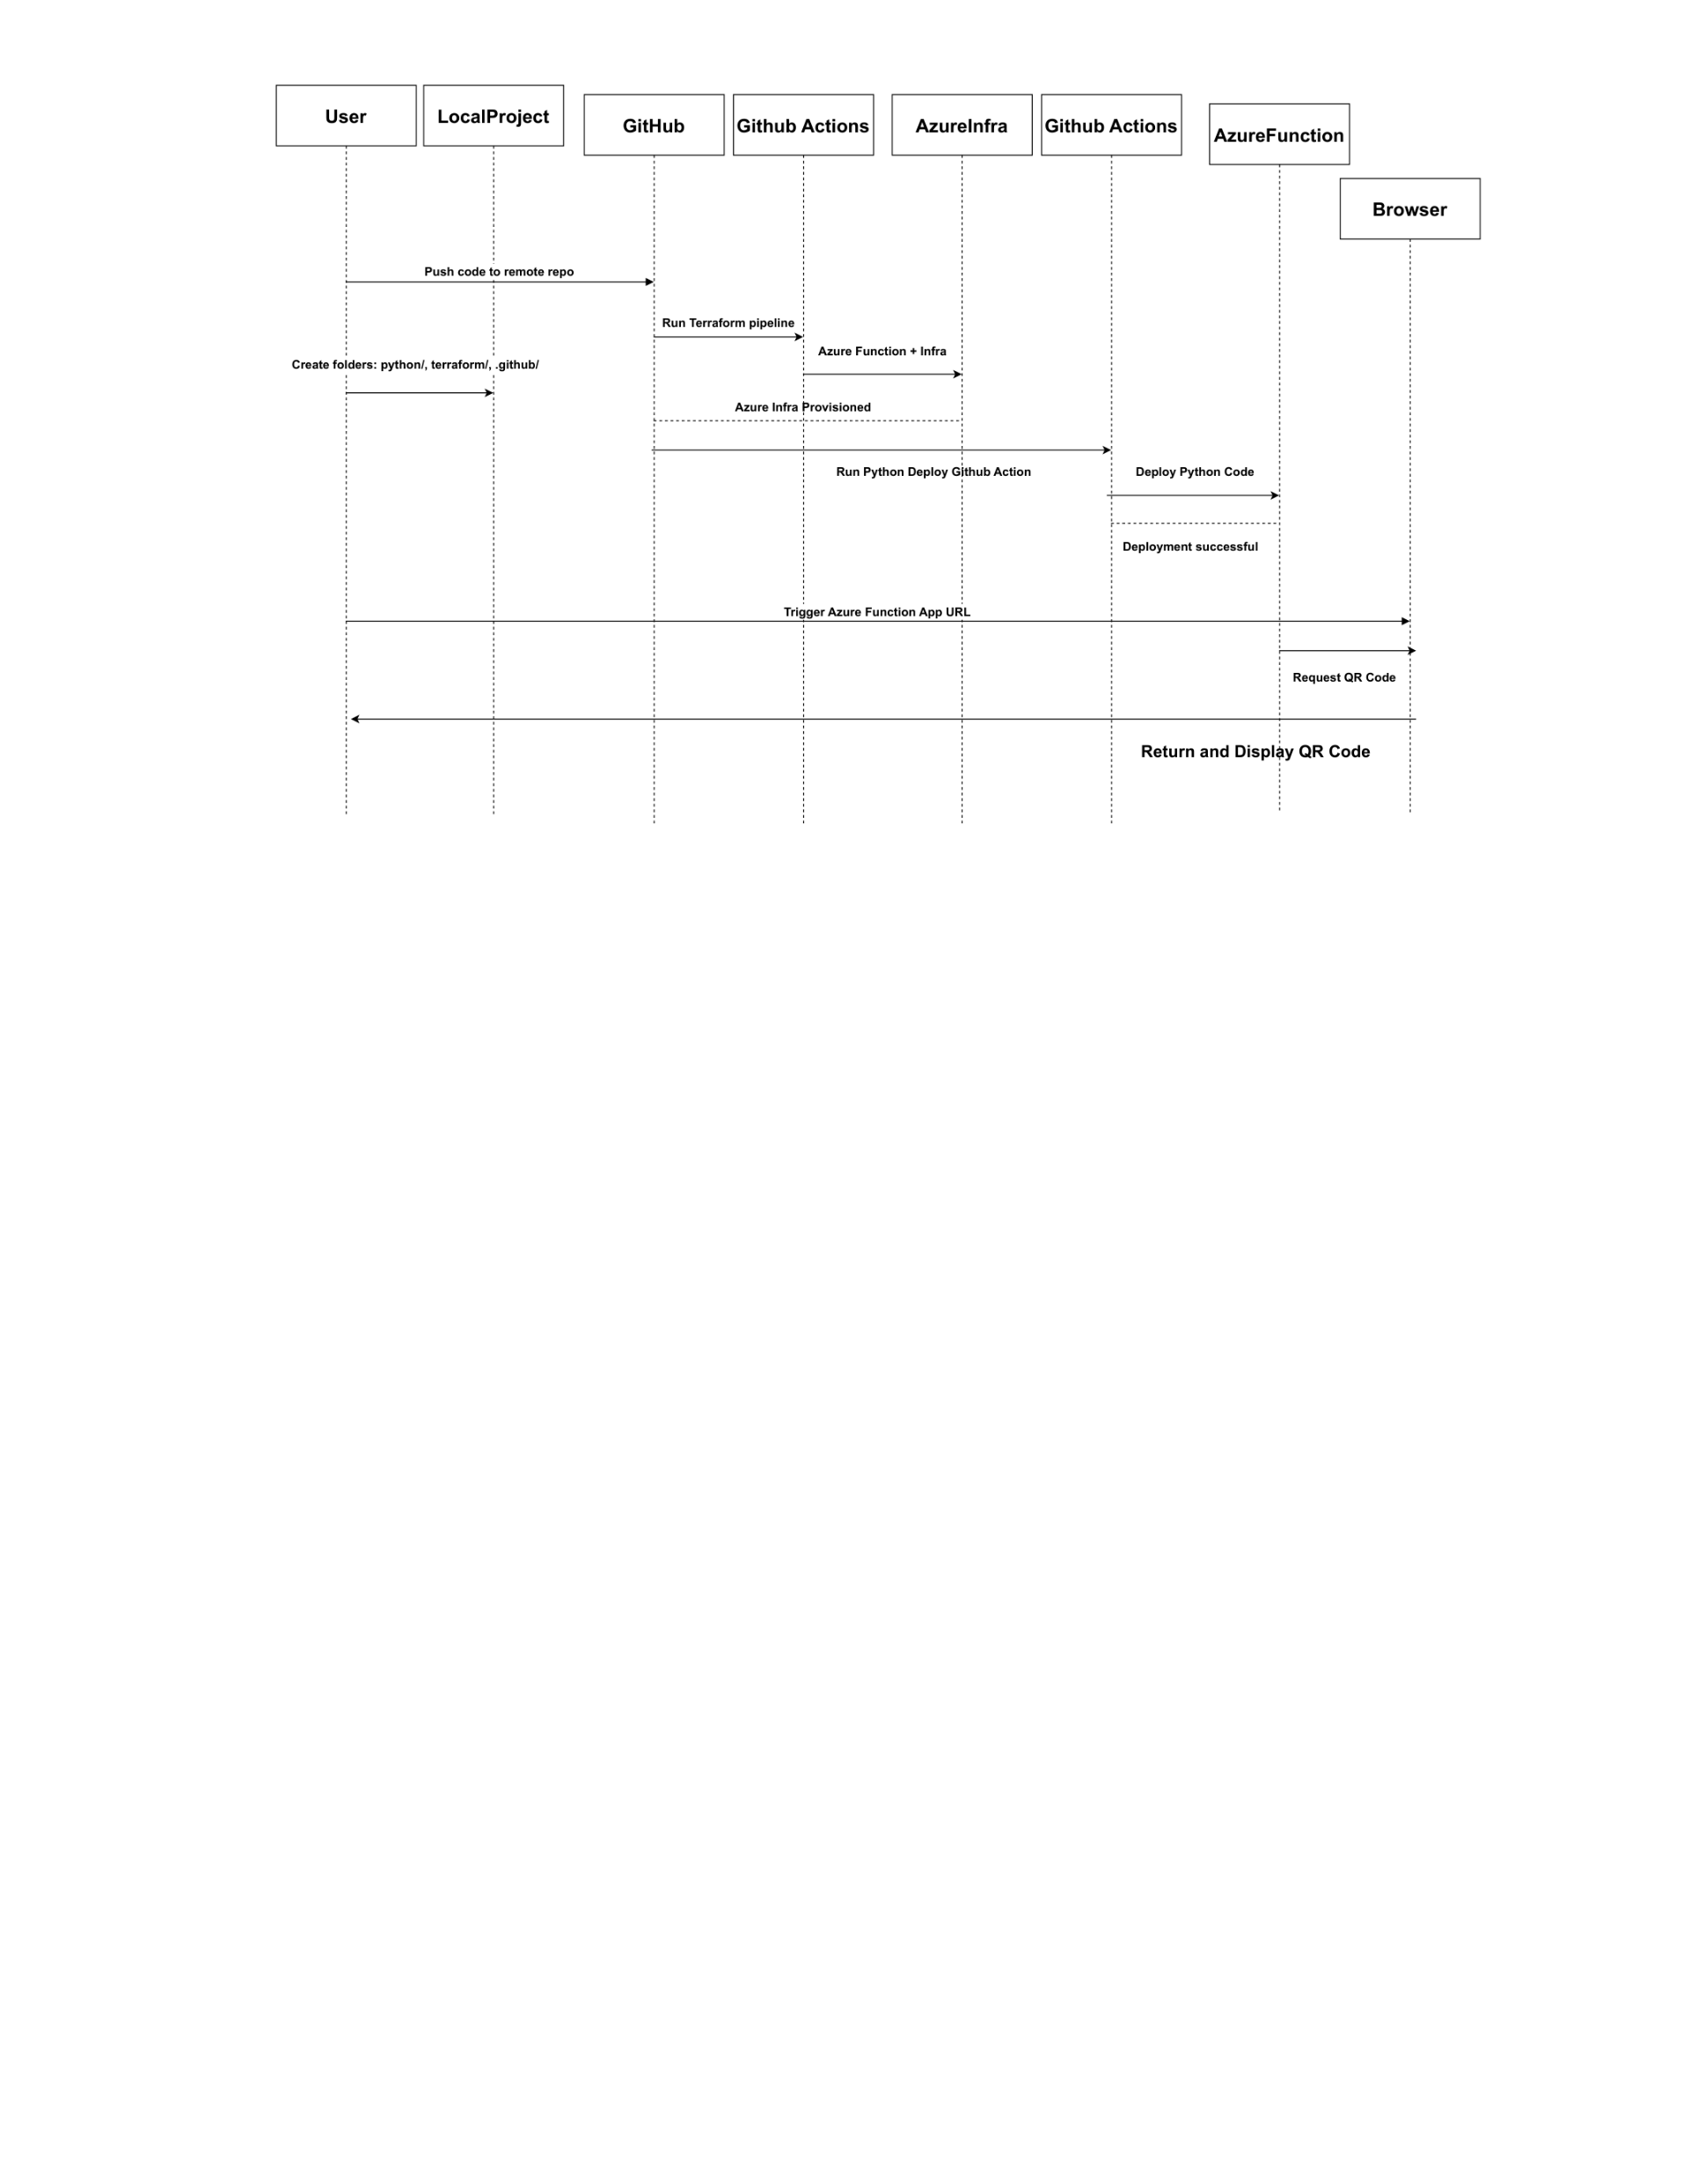 User
LocalProject
GitHub
Github Actions
AzureInfra
Github Actions
AzureFunction
Browser
Push code to remote repo
Run Terraform pipeline
Azure Function + Infra
Create folders: python/, terraform/, .github/
Azure Infra Provisioned
Run Python Deploy Github Action
Deploy Python Code
Deployment successful
Trigger Azure Function App URL
Request QR Code
Return and Display QR Code